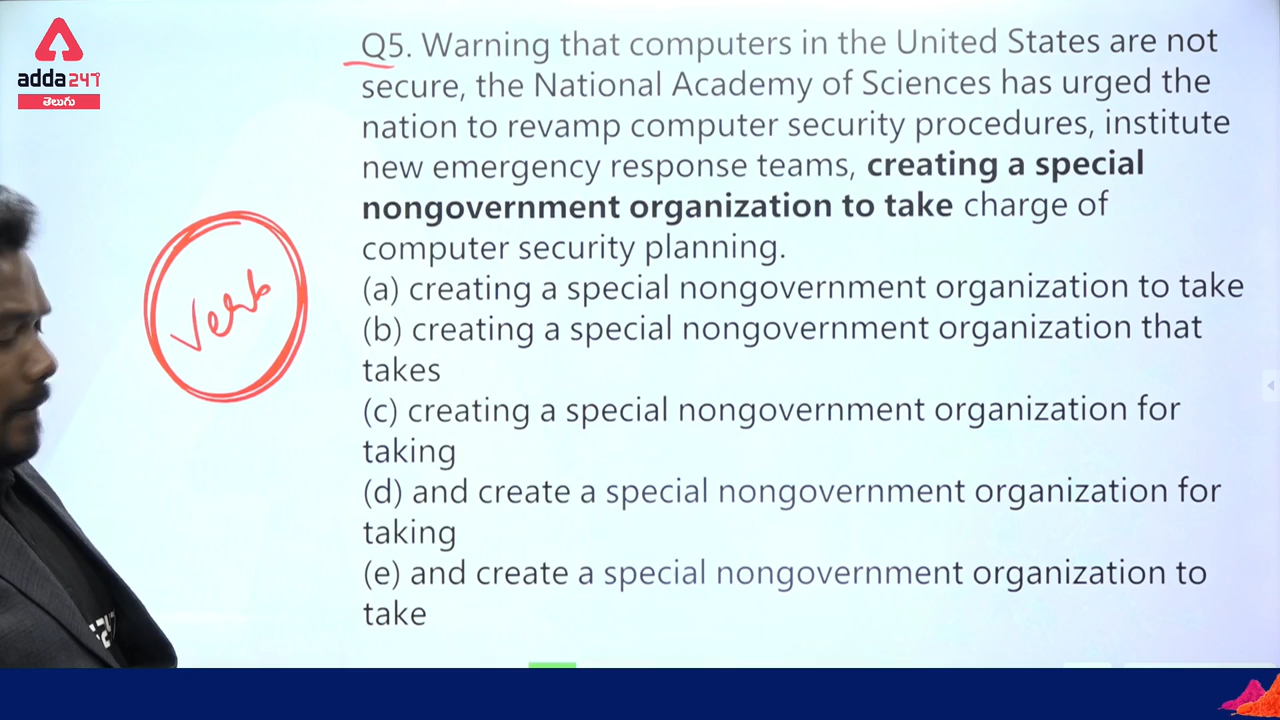 adda247
తెలుగు
Q5. Warning that computers in the United States are not
secure, the National Academy of Sciences has urged the
nation to revamp computer security procedures, institute
new emergency response teams, creating a special
nongovernment organization to take charge of
computer security planning.
(a) creating a special nongovernment organization to take
(b) creating a special nongovernment organization that
takes
(c) creating a special nongovernment organization for
taking
(d) and create a special nongovernment organization for
taking
(e) and create a special nongovernment organization to
take
Verb